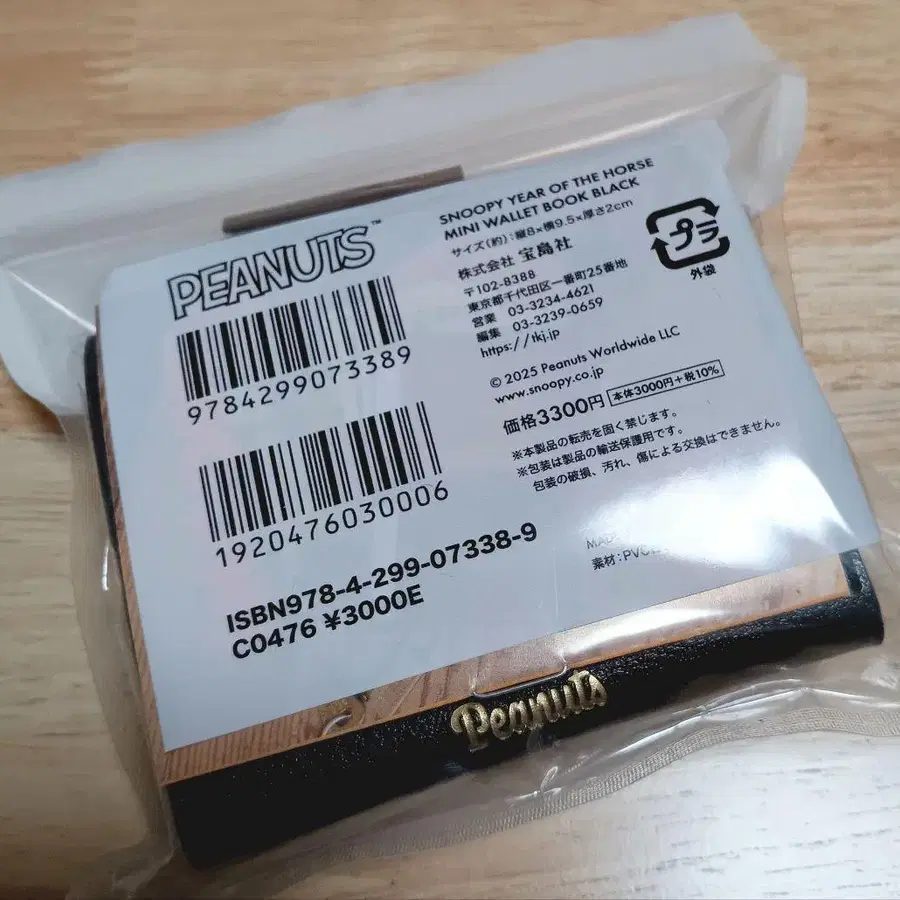 PEANUTS™
9784299073389
1920476030006
ISBN978-4-299-07338-9
C0476 ¥3000E
SNOOPY YEAR OF THE HORSE
MINI WALLET BOOK BLACK
サイズ(約):縦8×横9.5×厚さ2cm
株式会社 宝島社
〒102-8388
東京都千代田区一番町25番地
営業 03-3234-4621
編集 03-3239-0659
https://tkj.jp
© 2025 Peanuts Worldwide LLC
www.snoopy.co.jp
価格3300円 本体3000円+税10%
※本製品の転売を固く禁じます。
※包装は製品の輸送保護用です。
包装の破損、汚れ、傷による交換はできません。
プラ
外袋
素材:PVC
Peanuts